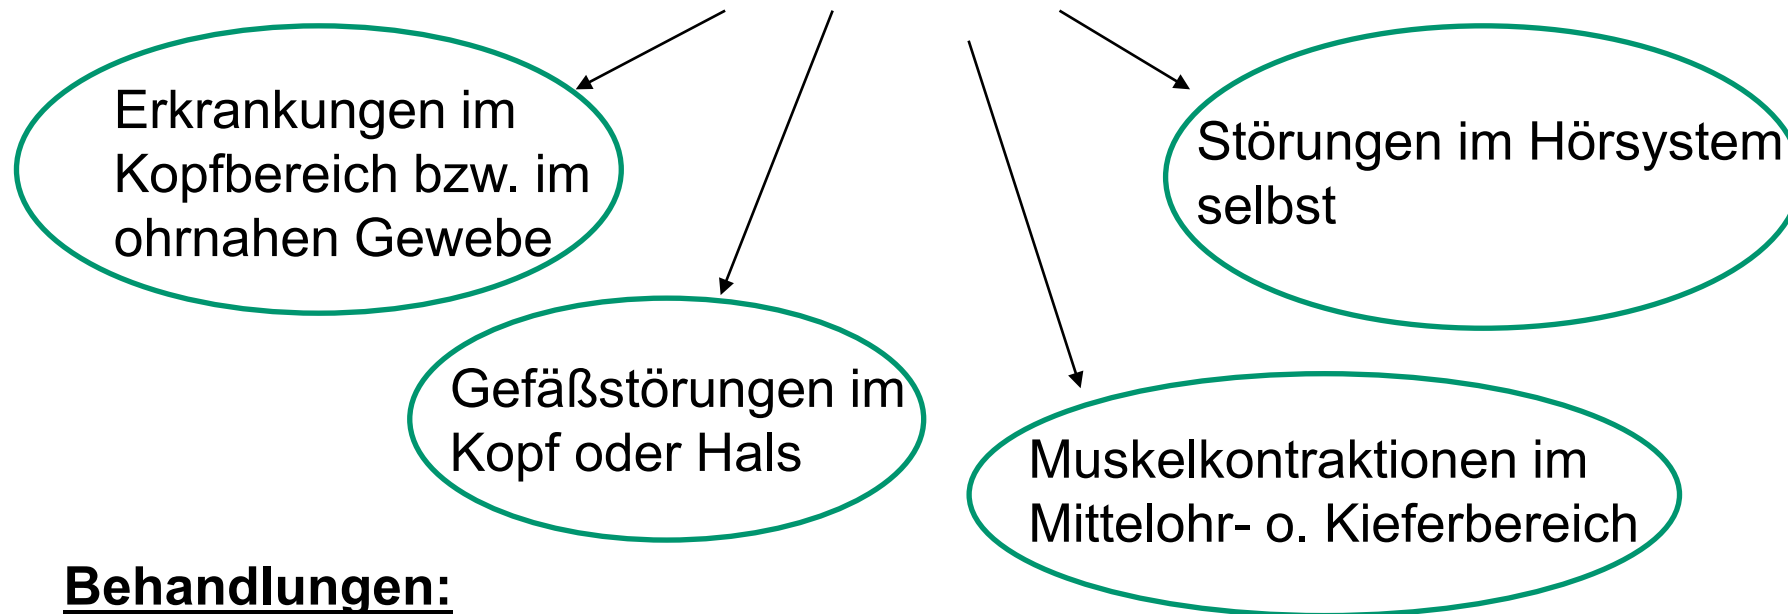 Erkrankungen im
Kopfbereich bzw. im
ohrnahen Gewebe
Störungen im Hörsystem
selbst
Gefäßstörungen im
Kopf oder Hals
Muskelkontraktionen im
Mittelohr- o. Kieferbereich
Behandlungen: